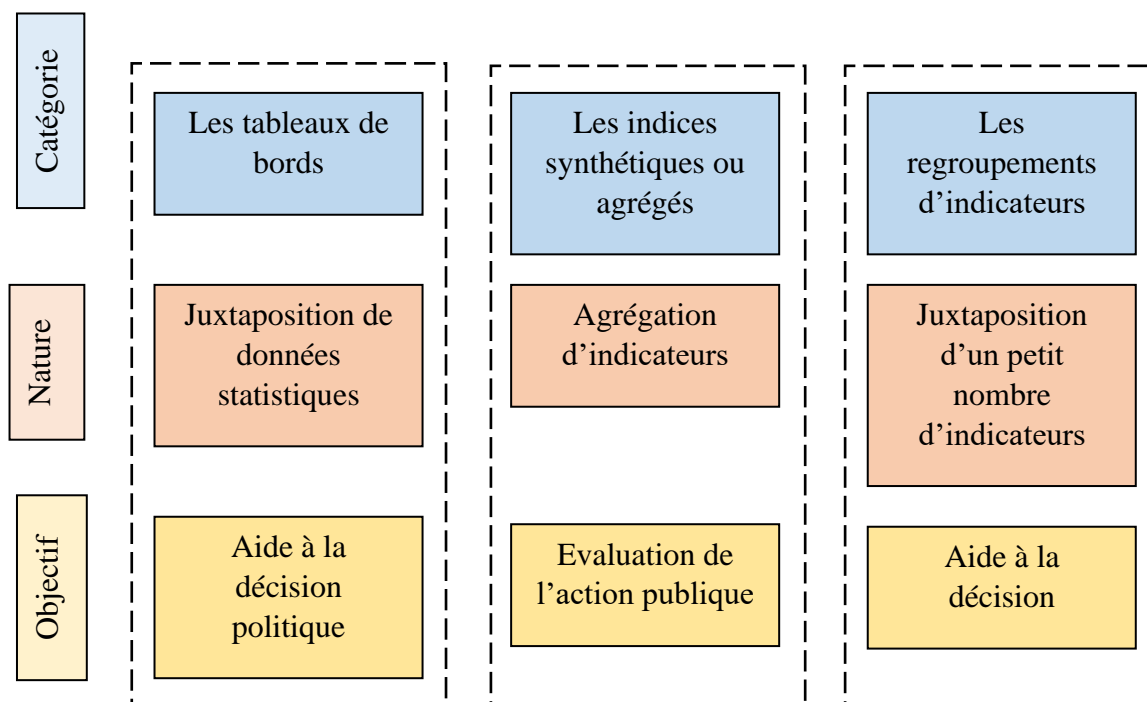 Catégorie
Les tableaux de
bords
Les indices
synthétiques ou
agrégés
Les
regroupements
d’indicateurs
Nature
Juxtaposition de
données
statistiques
Agrégation
d’indicateurs
Juxtaposition
d’un petit
nombre
d’indicateurs
Objectif
Aide à la
décision
politique
Evaluation de
l’action publique
Aide à la
décision